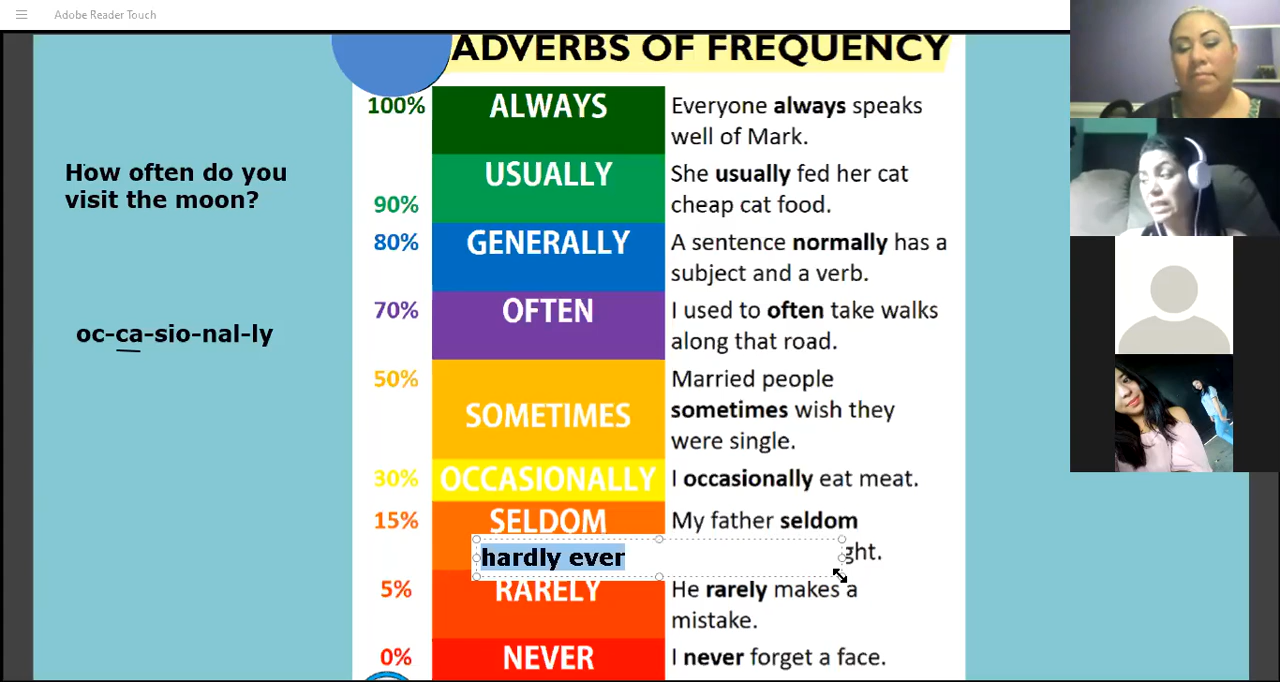 Adobe Reader Touch
ADVERBS OF FREQUENCY
How often do you
visit the moon?
oc-ca-sio-nal-ly
100% ALWAYS Everyone always speaks
well of Mark.
90% USUALLY She usually fed her cat
cheap cat food.
80% GENERALLY A sentence normally has a
subject and a verb.
70% OFTEN I used to often take walks
along that road.
50% SOMETIMES Married people
sometimes wish they
were single.
30% OCCASIONALLY I occasionally eat meat.
15% SELDOM My father seldom
hardly ever ght.
5% RARELY He rarely makes a
mistake.
0% NEVER I never forget a face.